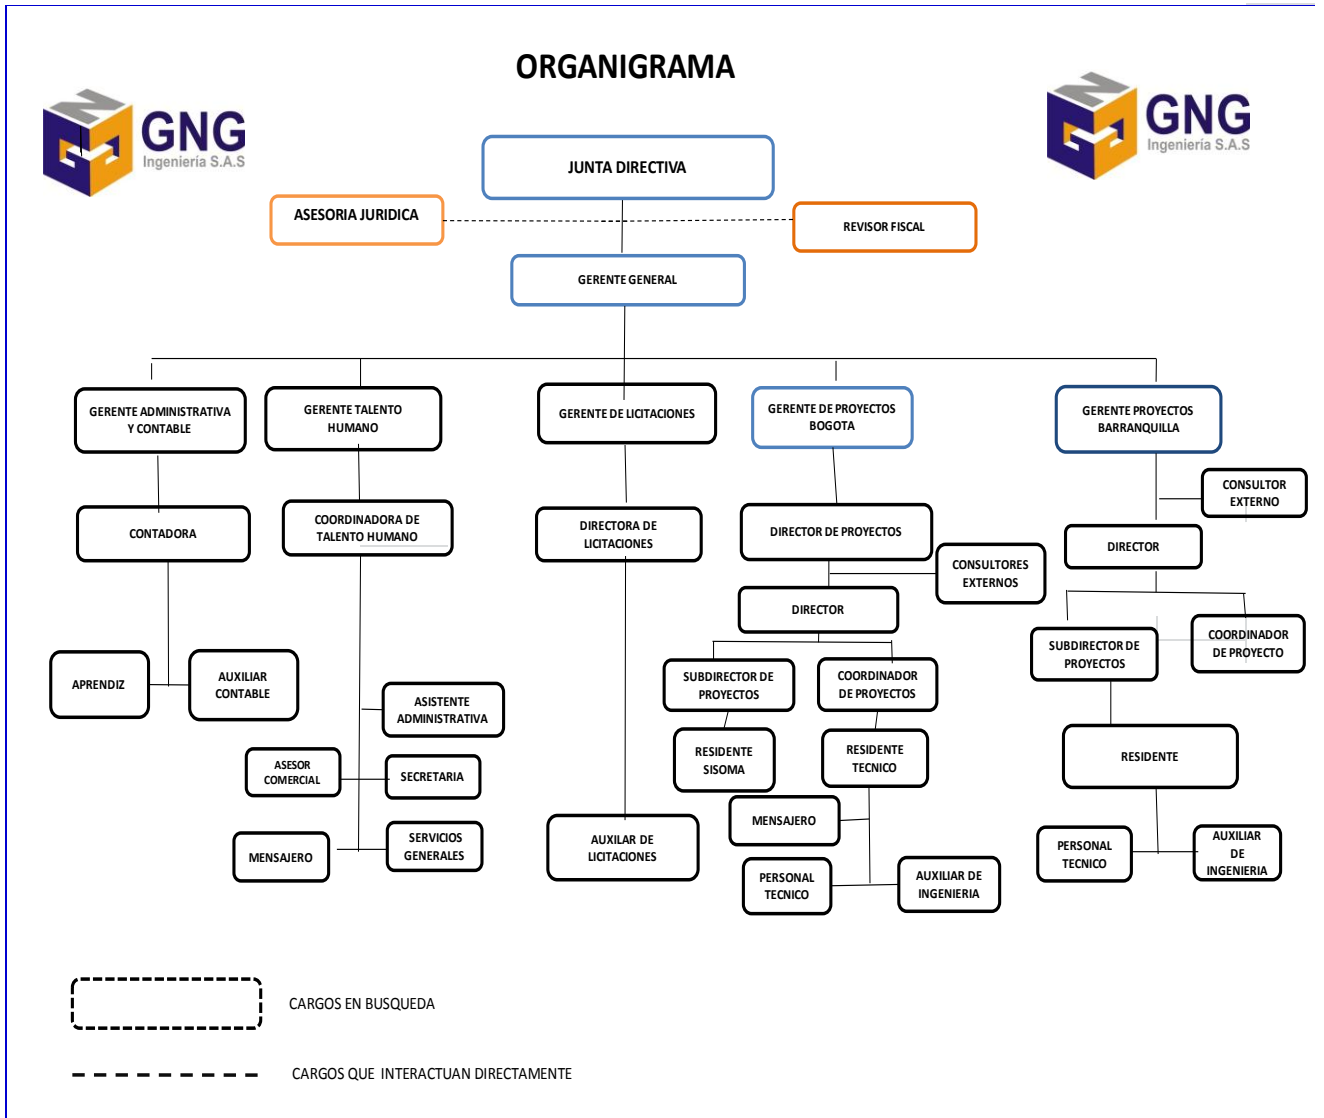 ORGANIGRAMA
GNG
Ingeniería S.A.S
GNG
Ingeniería S.A.S
JUNTA DIRECTIVA
ASESORIA JURIDICA
REVISOR FISCAL
GERENTE GENERAL
GERENTE ADMINISTRATIVA
Y CONTABLE
GERENTE TALENTO
HUMANO
GERENTE DE LICITACIONES
GERENTE DE PROYECTOS
BOGOTA
GERENTE PROYECTOS
BARRANQUILLA
CONSULTOR
EXTERNO
CONTADORA
COORDINADORA DE
TALENTO HUMANO
DIRECTORA DE
LICITACIONES
DIRECTOR DE PROYECTOS
DIRECTOR
CONSULTORES
EXTERNOS
DIRECTOR
SUBDIRECTOR DE
PROYECTOS
COORDINADOR
DE PROYECTO
APRENDIZ
AUXILIAR
CONTABLE
SUBDIRECTOR DE
PROYECTOS
COORDINADOR
DE PROYECTOS
ASISTENTE
ADMINISTRATIVA
ASESOR
COMERCIAL
SECRETARIA
RESIDENTE
SISOMA
RESIDENTE
TECNICO
RESIDENTE
MENSAJERO
SERVICIOS
GENERALES
AUXILAR DE
LICITACIONES
MENSAJERO
PERSONAL
TECNICO
AUXILIAR DE
INGENIERIA
PERSONAL
TECNICO
AUXILIAR
DE
INGENIERIA
CARGOS EN BUSQUEDA
CARGOS QUE INTERACTUAN DIRECTAMENTE